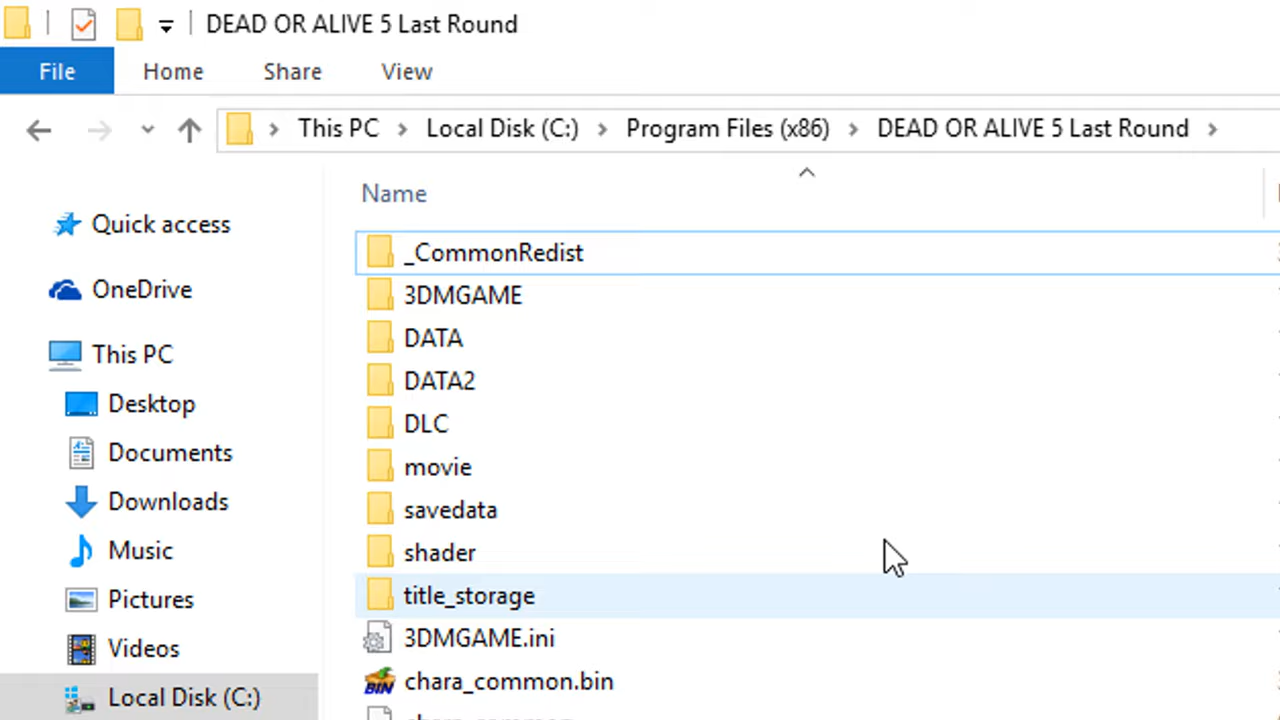 DEAD OR ALIVE 5 Last Round
File Home Share View
This PC Local Disk (C:) Program Files (x86) DEAD OR ALIVE 5 Last Round
Name
Quick access
OneDrive
This PC
Desktop
Documents
Downloads
Music
Pictures
Videos
Local Disk (C:)
_CommonRedist
3DMGAME
DATA
DATA2
DLC
movie
savedata
shader
title_storage
3DMGAME.ini
BIN
chara_common.bin